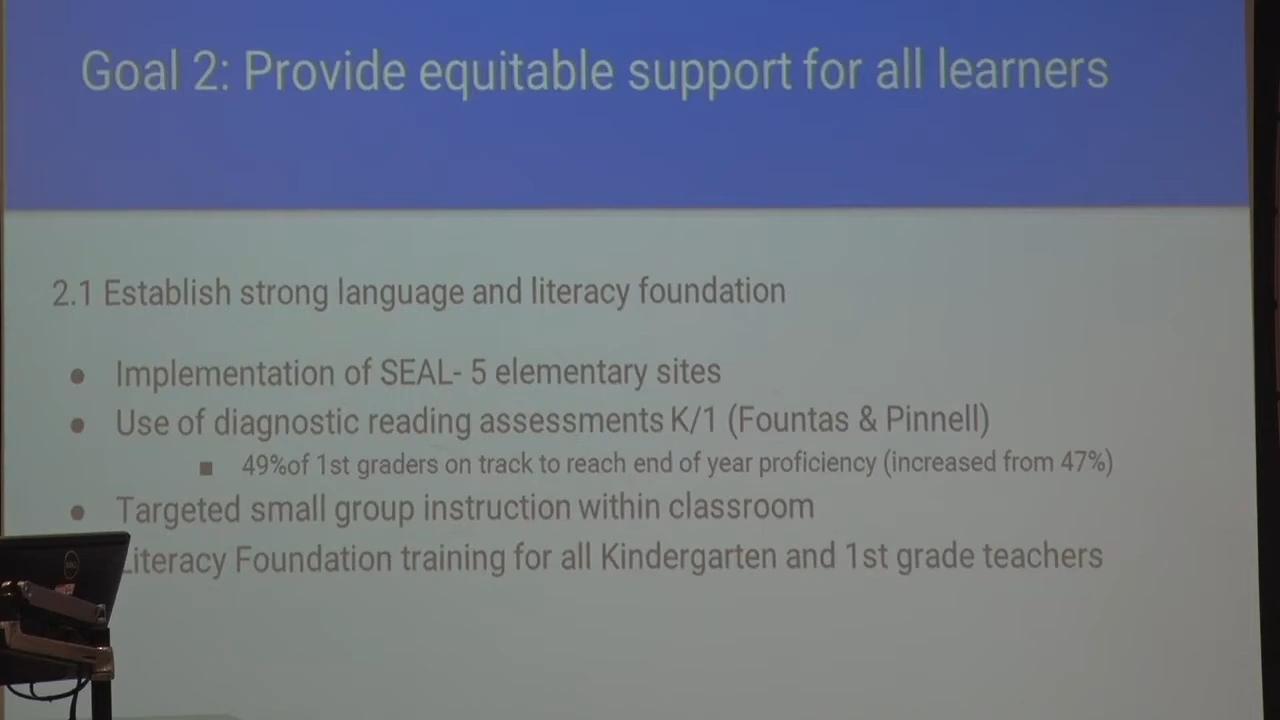 Goal 2: Provide equitable support for all learners
2.1 Establish strong language and literacy foundation
● Implementation of SEAL- 5 elementary sites
● Use of diagnostic reading assessments K/1 (Fountas & Pinnell)
■ 49%of 1st graders on track to reach end of year proficiency (increased from 47%)
● Targeted small group instruction within classroom
Literacy Foundation training for all Kindergarten and 1st grade teachers
DELL